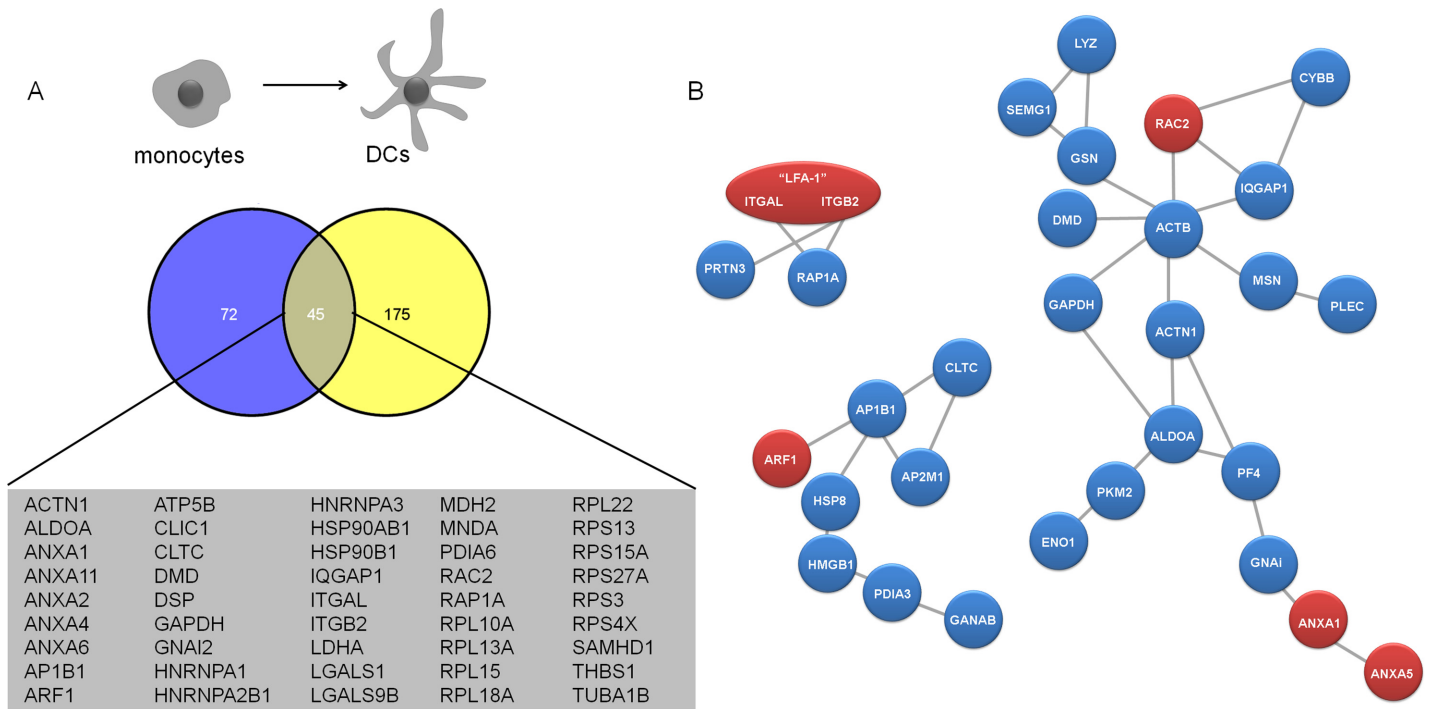 A
monocytes
DCs
72
45
175
ACTN1 ATP5B HNRNPA3 MDH2 RPL22
ALDOA CLIC1 HSP90AB1 MNDA RPS13
ANXA1 CLTC HSP90B1 PDIA6 RPS15A
ANXA11 DMD IQGAP1 RAC2 RPS27A
ANXA2 DSP ITGAL RAP1A RPS3
ANXA4 GAPDH ITGB2 RPL10A RPS4X
ANXA6 GNAI2 LDHA RPL13A SAMHD1
AP1B1 HNRNPA1 LGALS1 RPL15 THBS1
ARF1 HNRNPA2B1 LGALS9B RPL18A TUBA1B
B
"LFA-1"
ITGAL ITGB2
PRTN3
RAP1A
CLTC
AP1B1
ARF1
AP2M1
HSP8
HMGB1
PDIA3
GANAB
LYZ
SEMG1
GSN
CYBB
RAC2
IQGAP1
DMD
ACTB
MSN
PLEC
GAPDH
ACTN1
ALDOA
PF4
PKM2
ENO1
GNAi
ANXA1
ANXA5